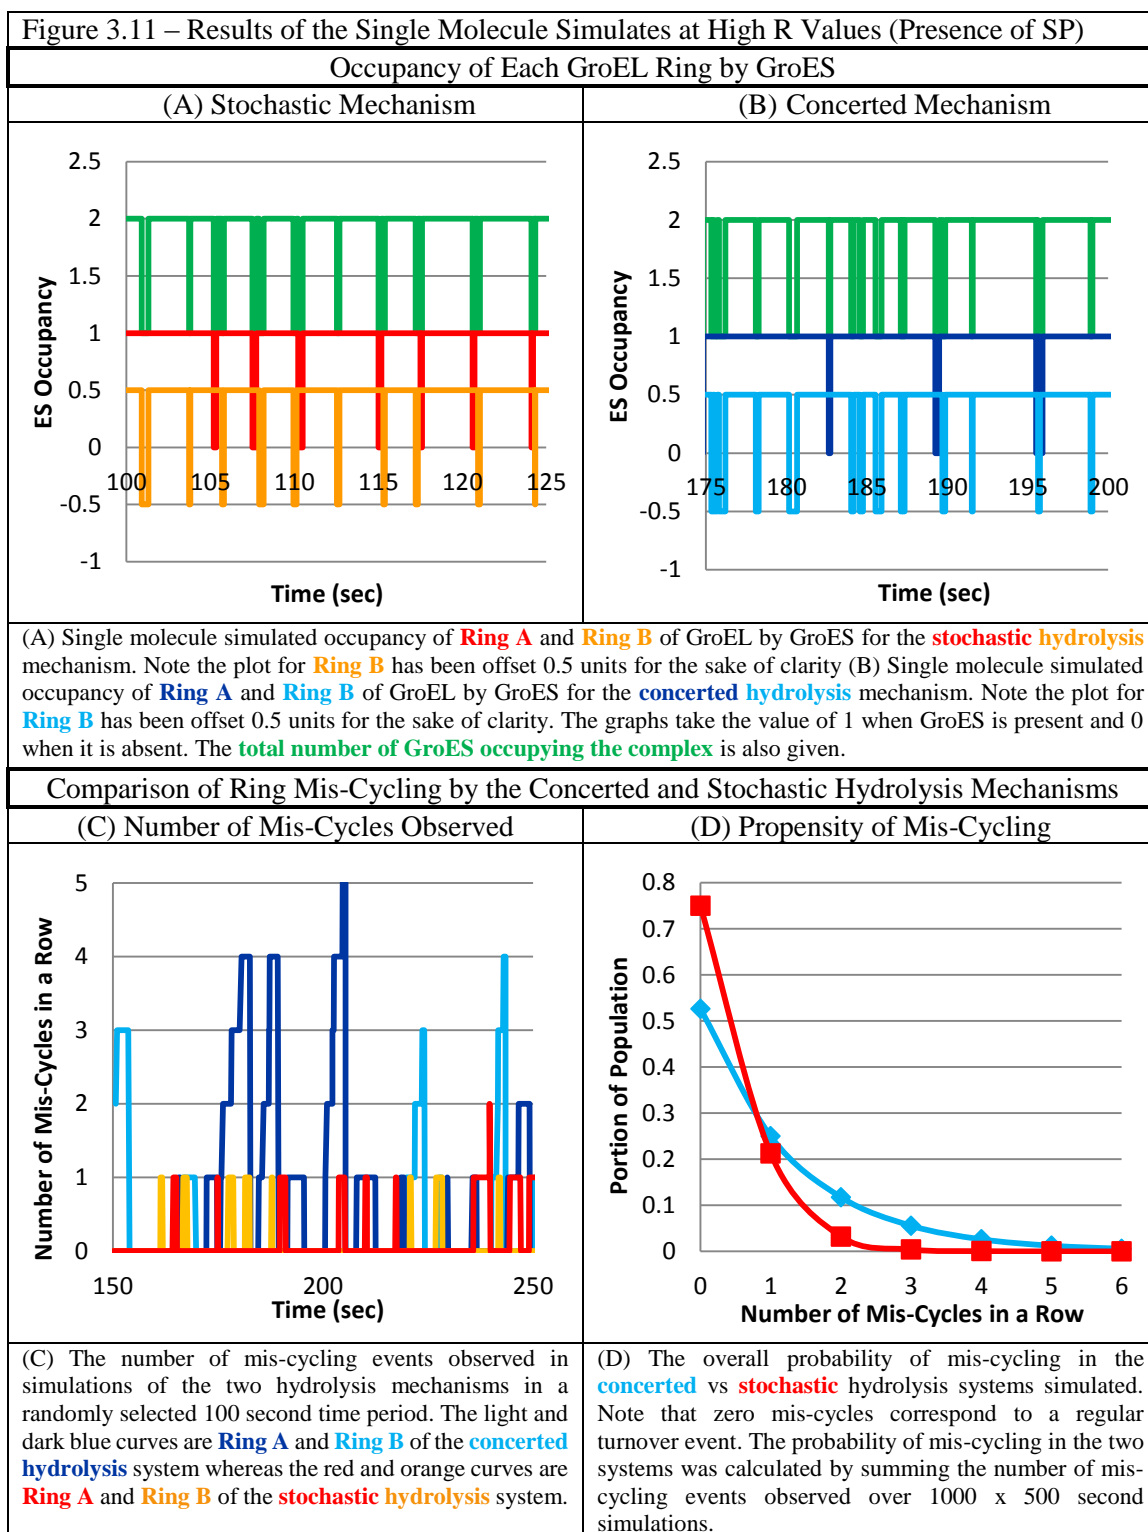 Figure 3.11 – Results of the Single Molecule Simulates at High R Values (Presence of SP)
Occupancy of Each GroEL Ring by GroES
(A) Stochastic Mechanism
2.5
2
1.5
1
0.5
0
-0.5
-1
ES Occupancy
100 105 110 115 120 125
Time (sec)
(B) Concerted Mechanism
2.5
2
1.5
1
0.5
0
-0.5
-1
ES Occupancy
175 180 185 190 195 200
Time (sec)
(A) Single molecule simulated occupancy of Ring A and Ring B of GroEL by GroES for the stochastic hydrolysis
mechanism. Note the plot for Ring B has been offset 0.5 units for the sake of clarity (B) Single molecule simulated
occupancy of Ring A and Ring B of GroEL by GroES for the concerted hydrolysis mechanism. Note the plot for
Ring B has been offset 0.5 units for the sake of clarity. The graphs take the value of 1 when GroES is present and 0
when it is absent. The total number of GroES occupying the complex is also given.
Comparison of Ring Mis-Cycling by the Concerted and Stochastic Hydrolysis Mechanisms
(C) Number of Mis-Cycles Observed
5
4
3
2
1
0
Number of Mis-Cycles in a Row
150 200 250
Time (sec)
(D) Propensity of Mis-Cycling
0.8
0.7
0.6
0.5
0.4
0.3
0.2
0.1
0
Portion of Population
0 1 2 3 4 5 6
Number of Mis-Cycles in a Row
(C) The number of mis-cycling events observed in
simulations of the two hydrolysis mechanisms in a
randomly selected 100 second time period. The light and
dark blue curves are Ring A and Ring B of the concerted
hydrolysis system whereas the red and orange curves are
Ring A and Ring B of the stochastic hydrolysis system.
(D) The overall probability of mis-cycling in the
concerted vs stochastic hydrolysis systems simulated.
Note that zero mis-cycles correspond to a regular
turnover event. The probability of mis-cycling in the two
systems was calculated by summing the number of mis-
cycling events observed over 1000 x 500 second
simulations.